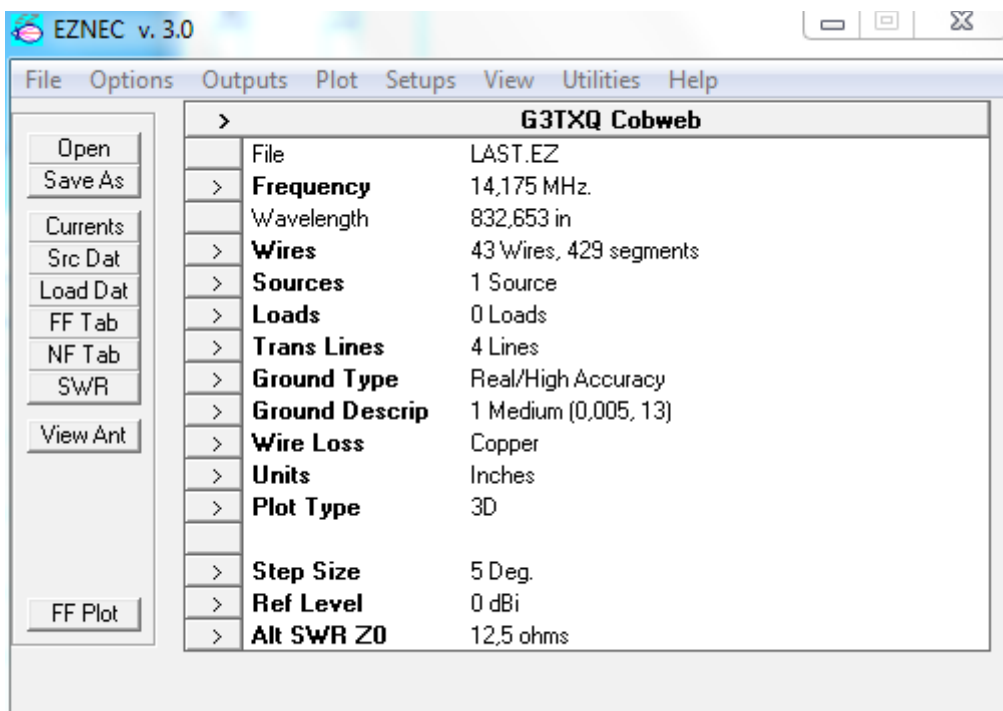 EZNEC v. 3.0
File Options Outputs Plot Setups View Utilities Help
Open
Save As
Currents
Src Dat
Load Dat
FF Tab
NF Tab
SWR
View Ant
FF Plot
> G3TXQ Cobweb
File LAST.EZ
> Frequency 14,175 MHz.
Wavelength 832,653 in
> Wires 43 Wires, 429 segments
> Sources 1 Source
> Loads 0 Loads
> Trans Lines 4 Lines
> Ground Type Real/High Accuracy
> Ground Descrip 1 Medium (0,005, 13)
> Wire Loss Copper
> Units Inches
> Plot Type 3D
> Step Size 5 Deg.
> Ref Level 0 dBi
> Alt SWR Z0 12,5 ohms